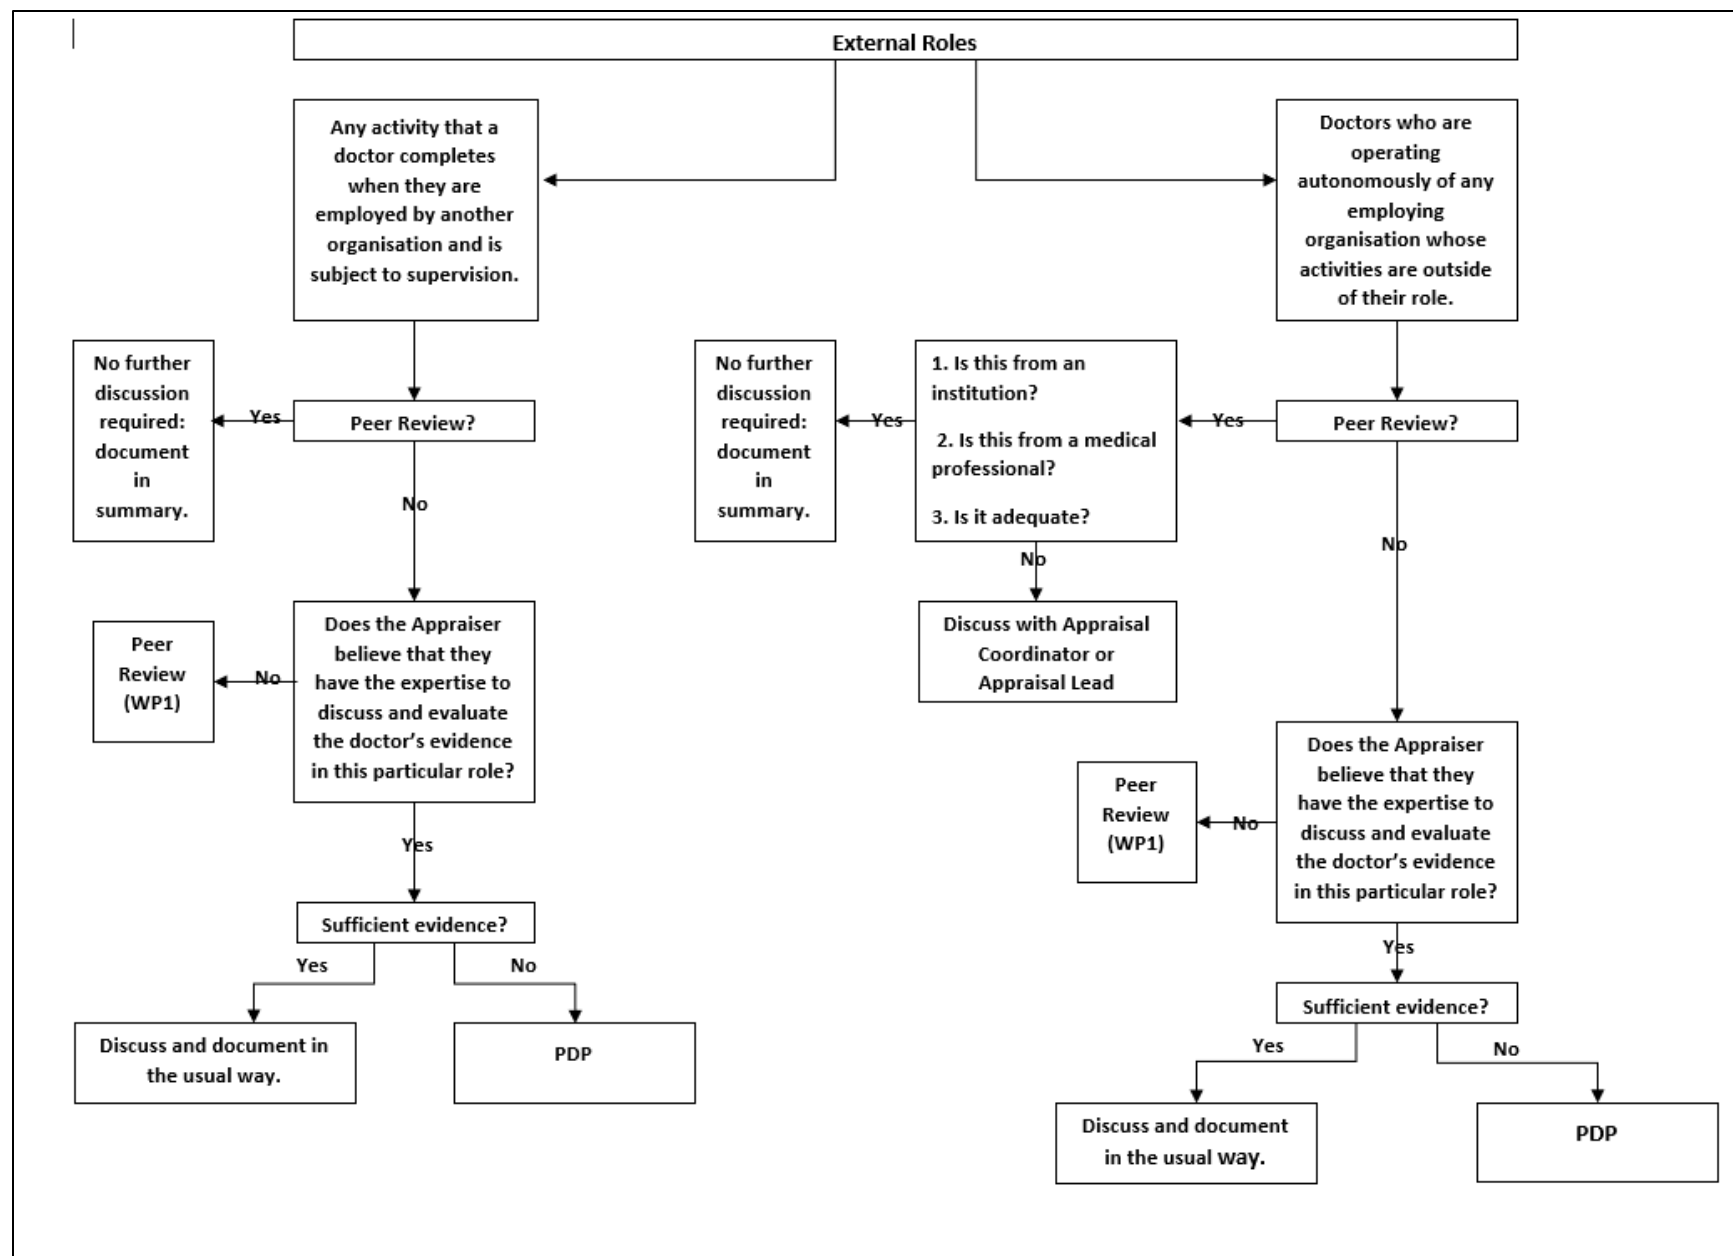 External Roles
Any activity that a
doctor completes
when they are
employed by another
organisation and is
subject to supervision.
Doctors who are
operating
autonomously of any
employing
organisation whose
activities are outside
of their role.
No further
discussion
required:
document
in
summary.
Yes
Peer Review?
No further
discussion
required:
document
in
summary.
Yes
1. Is this from an
institution?
2. Is this from a medical
professional?
3. Is it adequate?
Yes
Peer Review?
No
No
No
Peer
Review
(WP1)
No
Does the Appraiser
believe that they
have the expertise to
discuss and evaluate
the doctor's evidence
in this particular role?
Discuss with Appraisal
Coordinator or
Appraisal Lead
Peer
Review
(WP1)
No
Does the Appraiser
believe that they
have the expertise to
discuss and evaluate
the doctor's evidence
in this particular role?
Yes
Sufficient evidence?
Yes
No
Discuss and document in
the usual way.
PDP
Yes
Sufficient evidence?
Yes
No
Discuss and document
in the usual way.
PDP